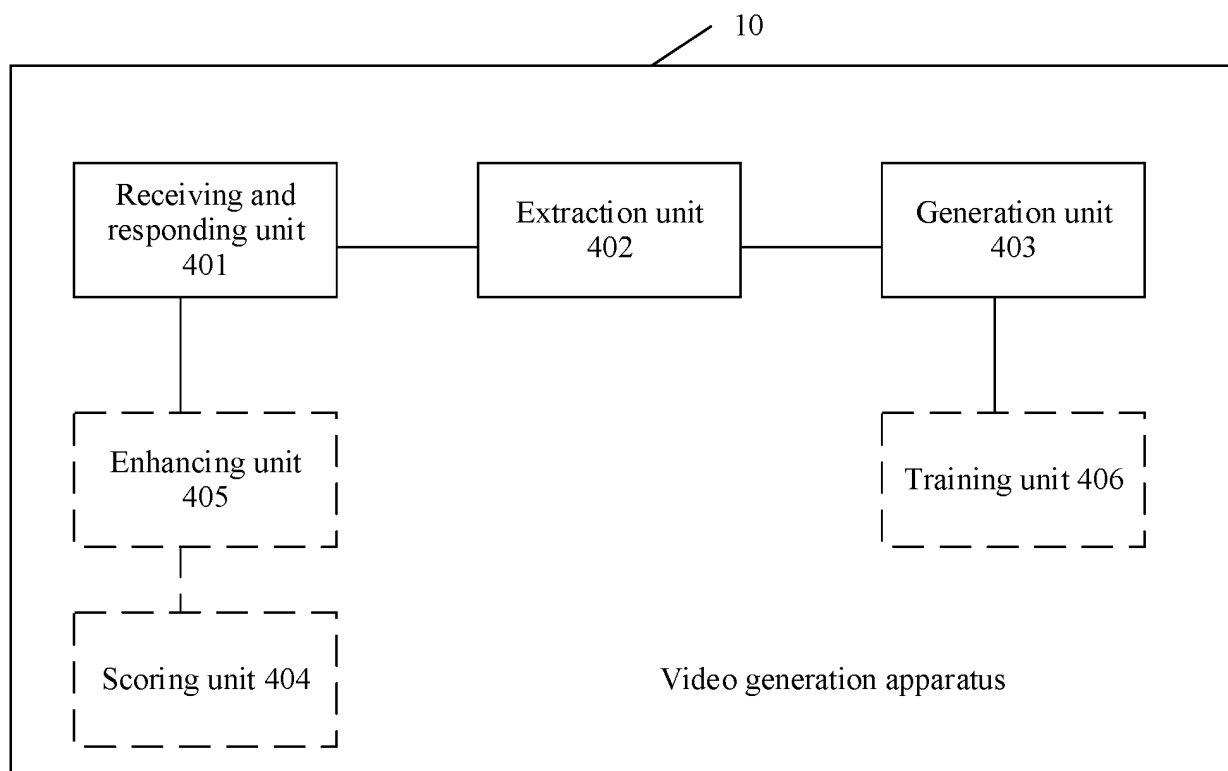 10
Receiving and
responding unit
401
Extraction unit
402
Generation unit
403
Enhancing unit
405
Training unit 406
Scoring unit 404
Video generation apparatus